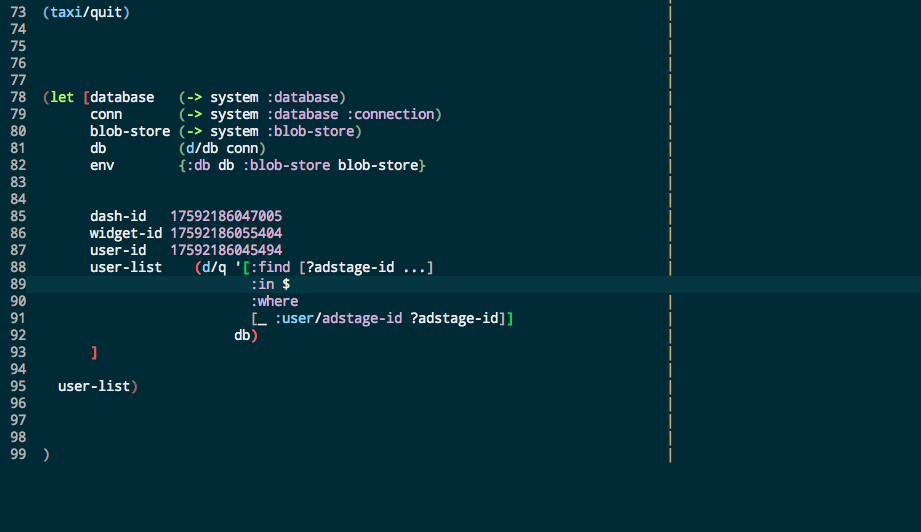 73 (taxi/quit)
74
75
76
77
78 (let [database   (-> system :database)
79       conn       (-> system :database :connection)
80       blob-store (-> system :blob-store)
81       db         (d/db conn)
82       env        {:db db :blob-store blob-store}
83
84
85       dash-id   17592186047005
86       widget-id 17592186055404
87       user-id   17592186045494
88       user-list    (d/q '[:find [?adstage-id ...]
89                           :in $
90                           :where
91                           [_ :user/adstage-id ?adstage-id]]
92                         db)
93       ]
94
95   user-list)
96
97
98
99 )